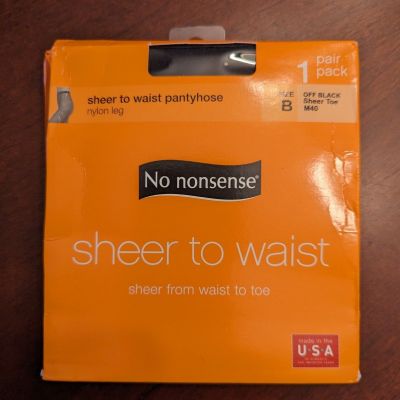 1 pair
pack
sheer to waist pantyhose
nylon leg
SIZE
B
OFF BLACK
Sheer Toe
M40
No nonsense®
sheer to waist
sheer from waist to toe
made in the
U·S·A